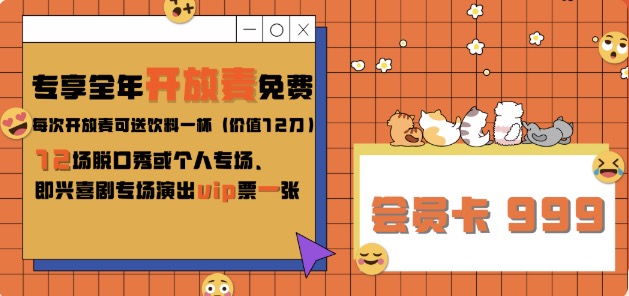 专享全年开放麦免费
每次开放麦可送饮料一杯（价值12刀）
12场脱口秀或个人专场、
即兴喜剧专场演出vip票一张
会员卡 999